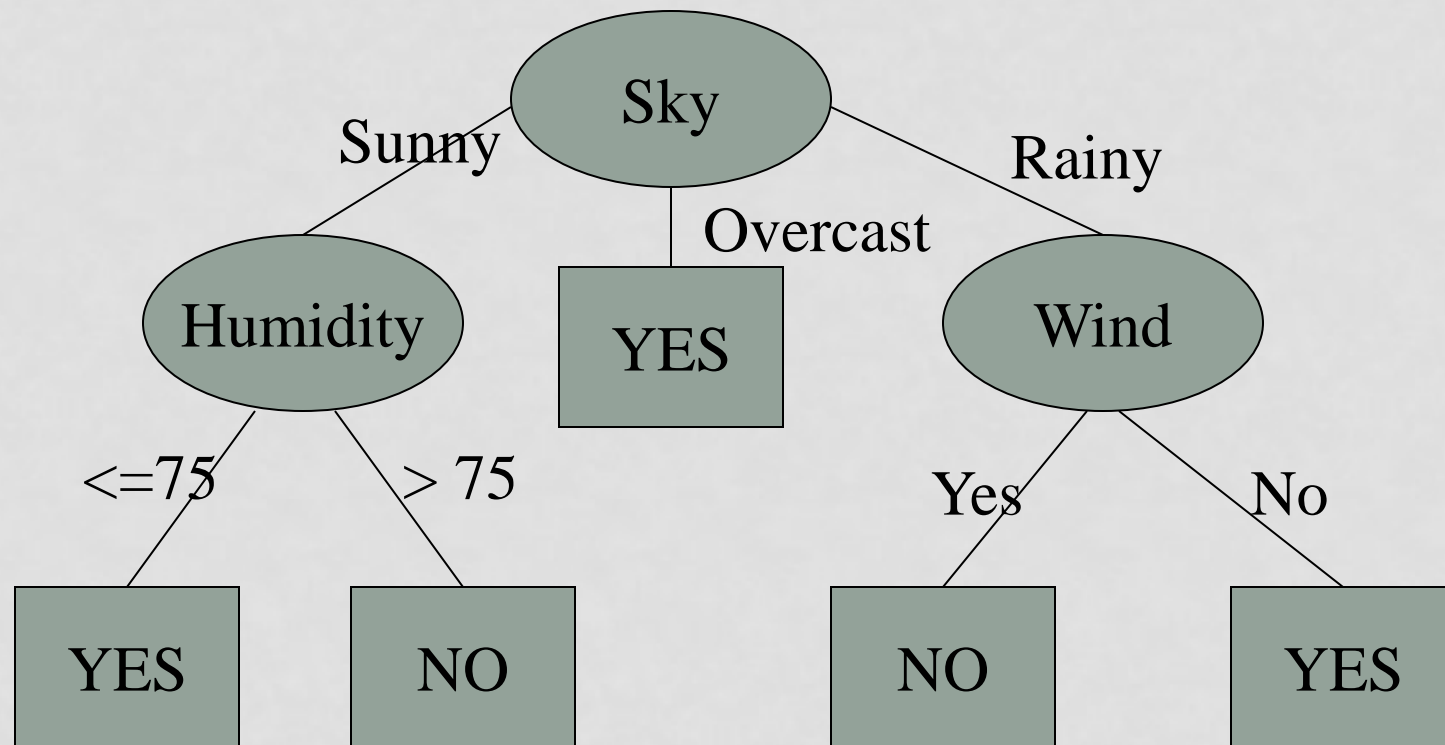 Sky
Sunny
Rainy
Overcast
Humidity
YES
Wind
<=75
> 75
Yes
No
YES
NO
NO
YES